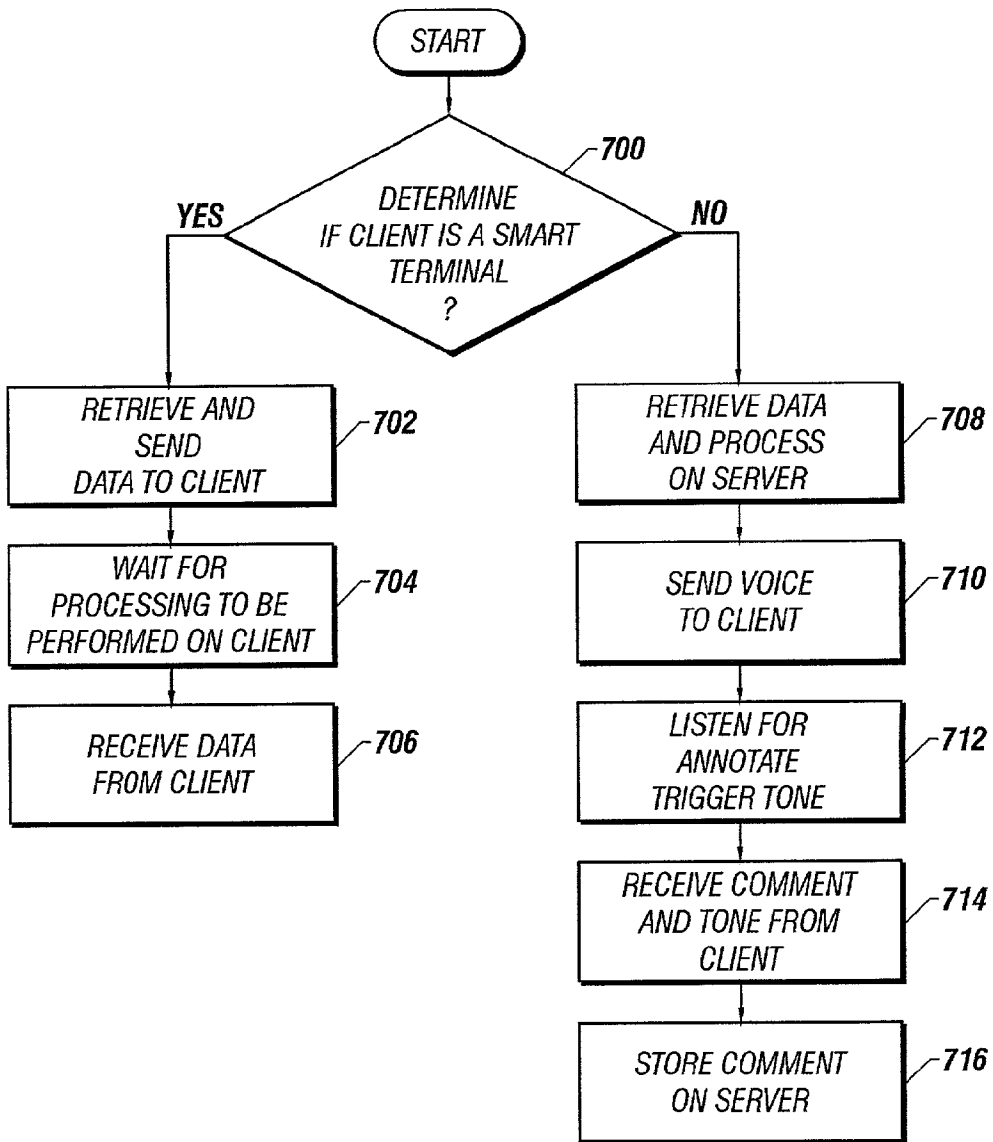 START
700
DETERMINE
IF CLIENT IS A SMART
TERMINAL
?
YES
NO
RETRIEVE AND
SEND
DATA TO CLIENT
702
WAIT FOR
PROCESSING TO BE
PERFORMED ON CLIENT
704
RECEIVE DATA
FROM CLIENT
706
RETRIEVE DATA
AND PROCESS
ON SERVER
708
SEND VOICE
TO CLIENT
710
LISTEN FOR
ANNOTATE
TRIGGER TONE
712
RECEIVE COMMENT
AND TONE FROM
CLIENT
714
STORE COMMENT
ON SERVER
716